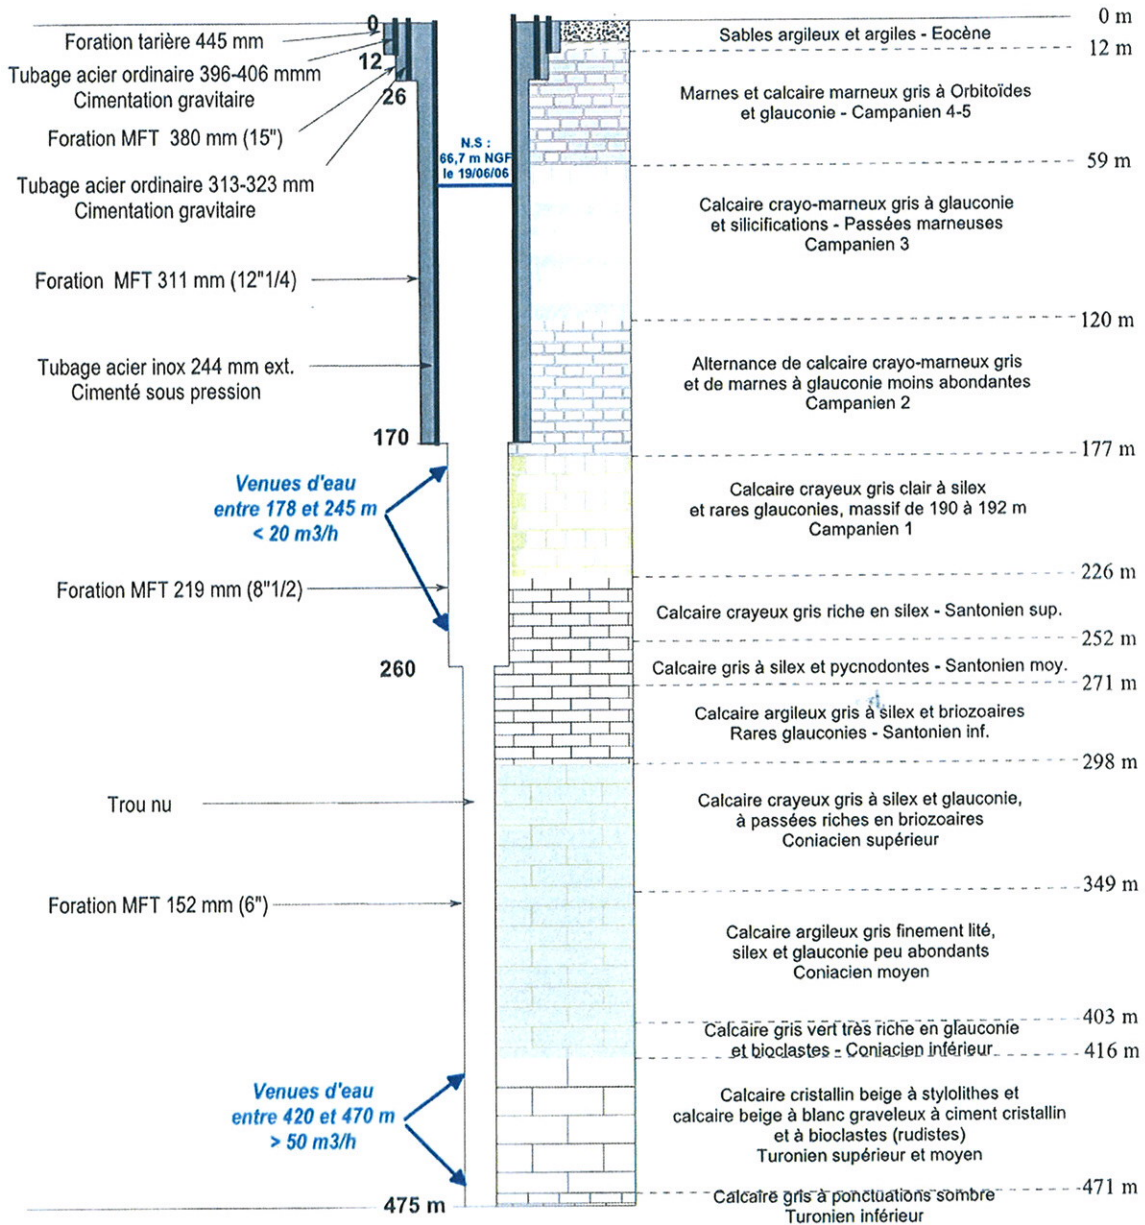 0
Foration tarière 445 mm
Tubage acier ordinaire 396-406 mmm
Cimentation gravitaire
12
26
Foration MFT 380 mm (15")
Tubage acier ordinaire 313-323 mm
Cimentation gravitaire
N.S :
66,7 m NGF
le 19/06/06
Foration MFT 311 mm (12"1/4)
Tubage acier inox 244 mm ext.
Cimenté sous pression
170
Venues d'eau
entre 178 et 245 m
< 20 m3/h
Foration MFT 219 mm (8"1/2)
260
Trou nu
Foration MFT 152 mm (6")
Venues d'eau
entre 420 et 470 m
> 50 m3/h
475 m
0 m
Sables argileux et argiles - Eocène
12 m
Marnes et calcaire marneux gris à Orbitoïdes
et glauconie - Campanien 4-5
59 m
Calcaire crayo-marneux gris à glauconie
et silicifications - Passées marneuses
Campanien 3
120 m
Alternance de calcaire crayo-marneux gris
et de marnes à glauconie moins abondantes
Campanien 2
177 m
Calcaire crayeux gris clair à silex
et rares glauconies, massif de 190 à 192 m
Campanien 1
226 m
Calcaire crayeux gris riche en silex - Santonien sup.
252 m
Calcaire gris à silex et pycnodontes - Santonien moy.
271 m
Calcaire argileux gris à silex et briozoaires
Rares glauconies - Santonien inf.
298 m
Calcaire crayeux gris à silex et glauconie,
à passées riches en briozoaires
Coniacien supérieur
349 m
Calcaire argileux gris finement lité,
silex et glauconie peu abondants
Coniacien moyen
403 m
Calcaire gris vert très riche en glauconie
et bioclastes - Coniacien inférieur
416 m
Calcaire cristallin beige à stylolithes et
calcaire beige à blanc graveleux à ciment cristallin
et à bioclastes (rudistes)
Turonien supérieur et moyen
471 m
Calcaire gris à ponctuations sombre
Turonien inférieur